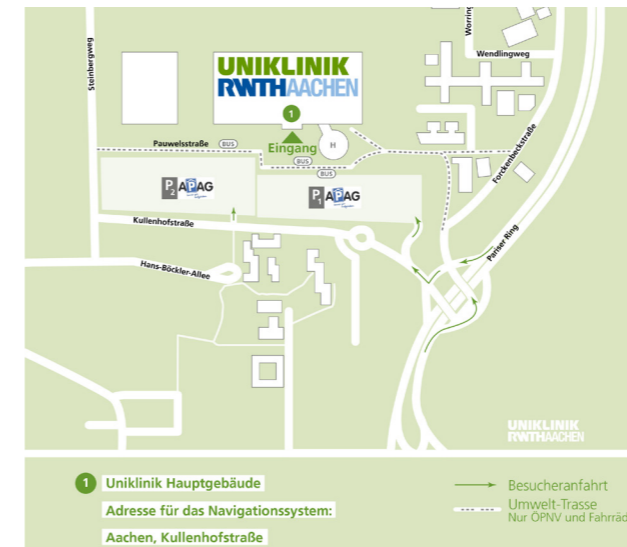 Steinbergweg
Worring
Wendlingweg
UNIKLINIK
RWTHAACHEN
1
Eingang
H
Pauwelsstraße
BUS
BUS
BUS
Forckenbeckstraße
P2 APAG
P1 APAG
Kullenhofstraße
Pariser Ring
Hans-Böckler-Allee
UNIKLINIK
RWTHAACHEN
1 Uniklinik Hauptgebäude
Adresse für das Navigationssystem:
Aachen, Kullenhofstraße
Besucheranfahrt
Umwelt-Trasse
Nur ÖPNV und Fahrräd